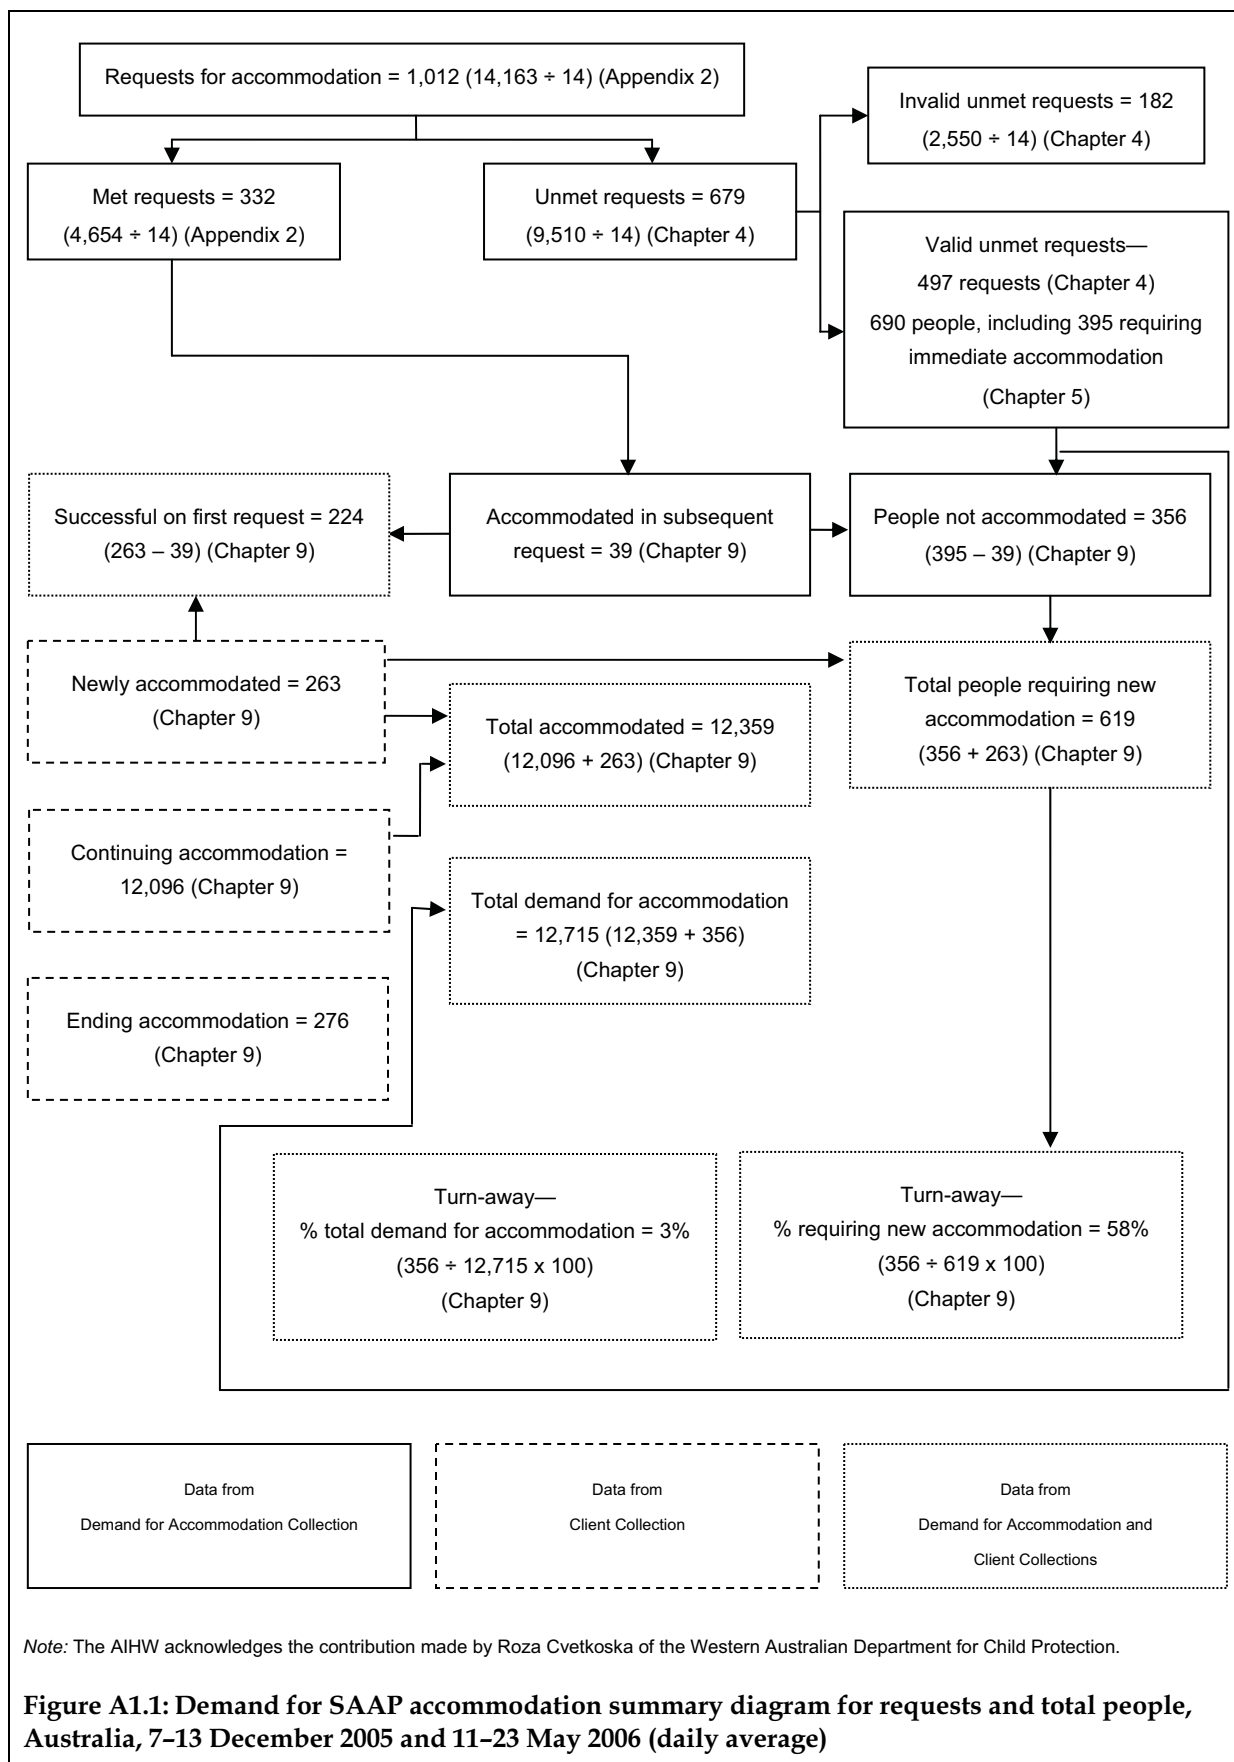 Requests for accommodation = 1,012 (14,163 ÷ 14) (Appendix 2)
Invalid unmet requests = 182
(2,550 ÷ 14) (Chapter 4)
Met requests = 332
(4,654 ÷ 14) (Appendix 2)
Unmet requests = 679
(9,510 ÷ 14) (Chapter 4)
Valid unmet requests—
497 requests (Chapter 4)
690 people, including 395 requiring
immediate accommodation
(Chapter 5)
Successful on first request = 224
(263 – 39) (Chapter 9)
Accommodated in subsequent
request = 39 (Chapter 9)
People not accommodated = 356
(395 – 39) (Chapter 9)
Newly accommodated = 263
(Chapter 9)
Total accommodated = 12,359
(12,096 + 263) (Chapter 9)
Total people requiring new
accommodation = 619
(356 + 263) (Chapter 9)
Continuing accommodation =
12,096 (Chapter 9)
Total demand for accommodation
= 12,715 (12,359 + 356)
(Chapter 9)
Ending accommodation = 276
(Chapter 9)
Turn-away—
% total demand for accommodation = 3%
(356 ÷ 12,715 x 100)
(Chapter 9)
Turn-away—
% requiring new accommodation = 58%
(356 ÷ 619 x 100)
(Chapter 9)
Data from
Demand for Accommodation Collection
Data from
Client Collection
Data from
Demand for Accommodation and
Client Collections
Note: The AIHW acknowledges the contribution made by Roza Cvetkoska of the Western Australian Department for Child Protection.
Figure A1.1: Demand for SAAP accommodation summary diagram for requests and total people,
Australia, 7–13 December 2005 and 11–23 May 2006 (daily average)